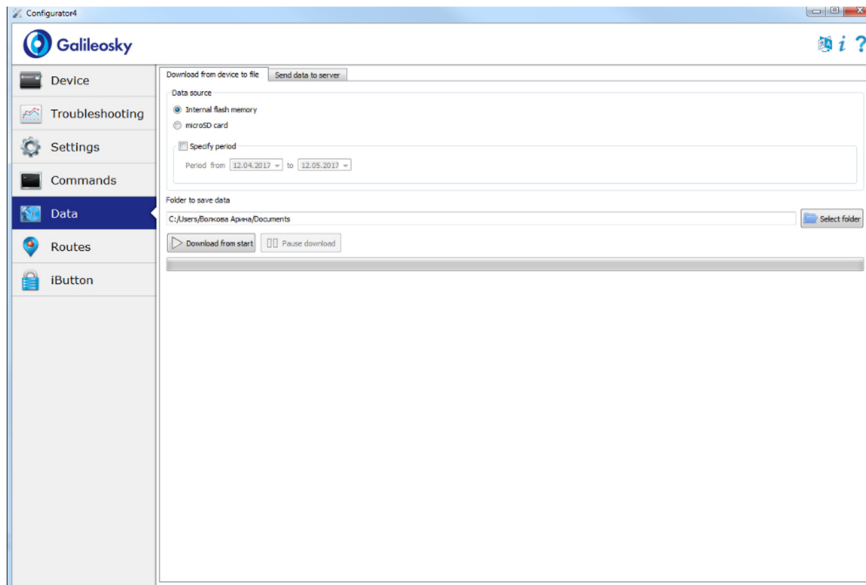 Configurator4
Galileosky
i ?
Device
Troubleshooting
Settings
Commands
Data
Routes
iButton
Download from device to file Send data to server
Data source
Internal flash memory
microSD card
Specify period
Period from 12.04.2017 to 12.05.2017
Folder to save data
C:/Users/Волкова Арина/Documents Select folder
Download from start Pause download